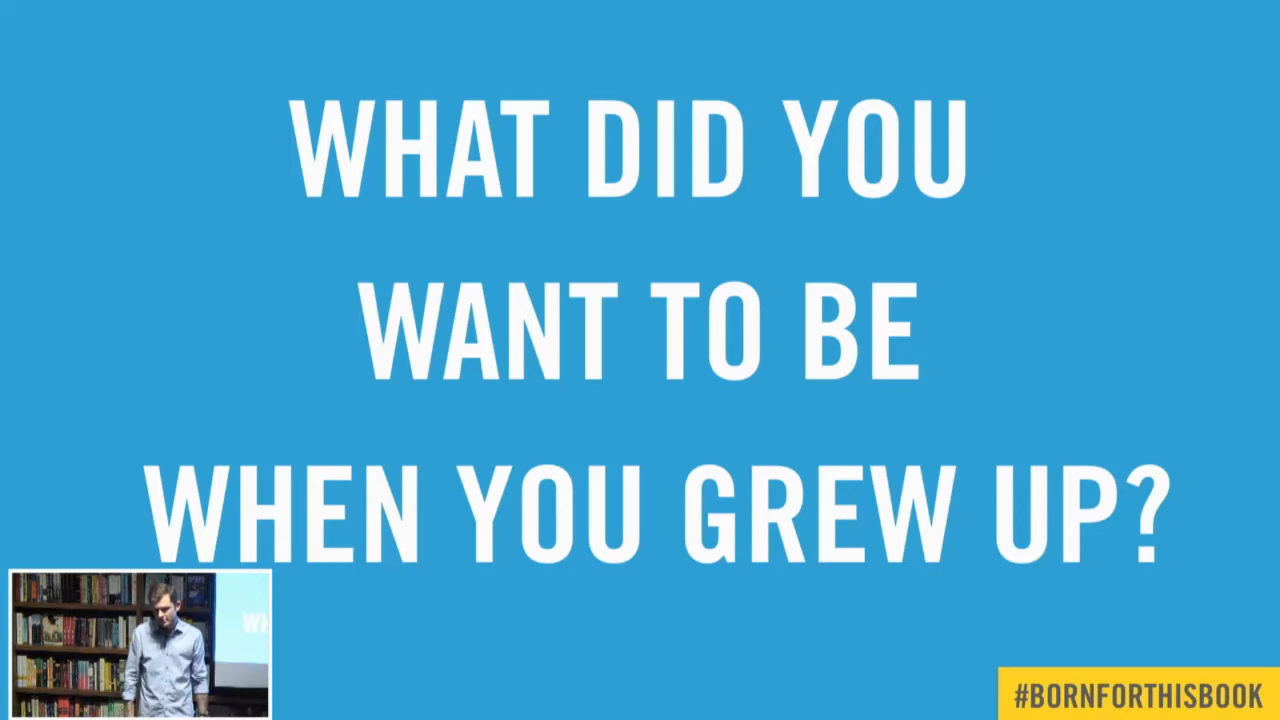 WHAT DID YOU
WANT TO BE
WHEN YOU GREW UP?
#BORNFORTHISBOOK